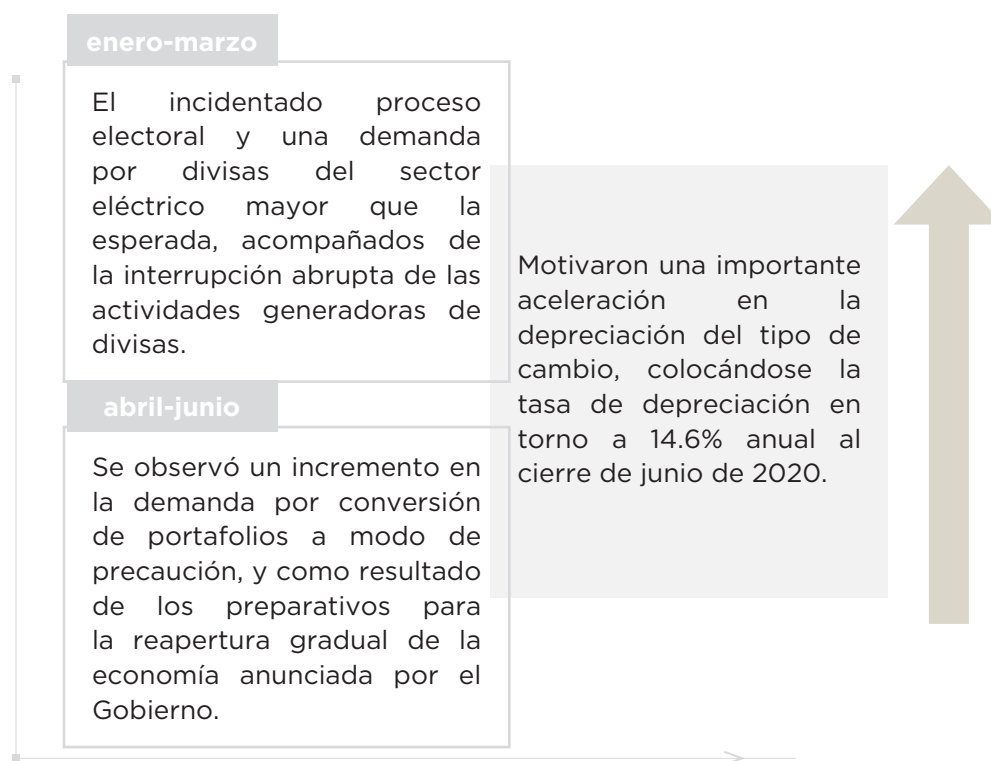 enero-marzo
El incidentado proceso
electoral y una demanda
por divisas del sector
eléctrico mayor que la
esperada, acompañados de
la interrupción abrupta de las
actividades generadoras de
divisas.
abril-junio
Se observó un incremento en
la demanda por conversión
de portafolios a modo de
precaución, y como resultado
de los preparativos para
la reapertura gradual de la
economía anunciada por el
Gobierno.
Motivaron una importante
aceleración en la
depreciación del tipo de
cambio, colocándose la
tasa de depreciación en
torno a 14.6% anual al
cierre de junio de 2020.